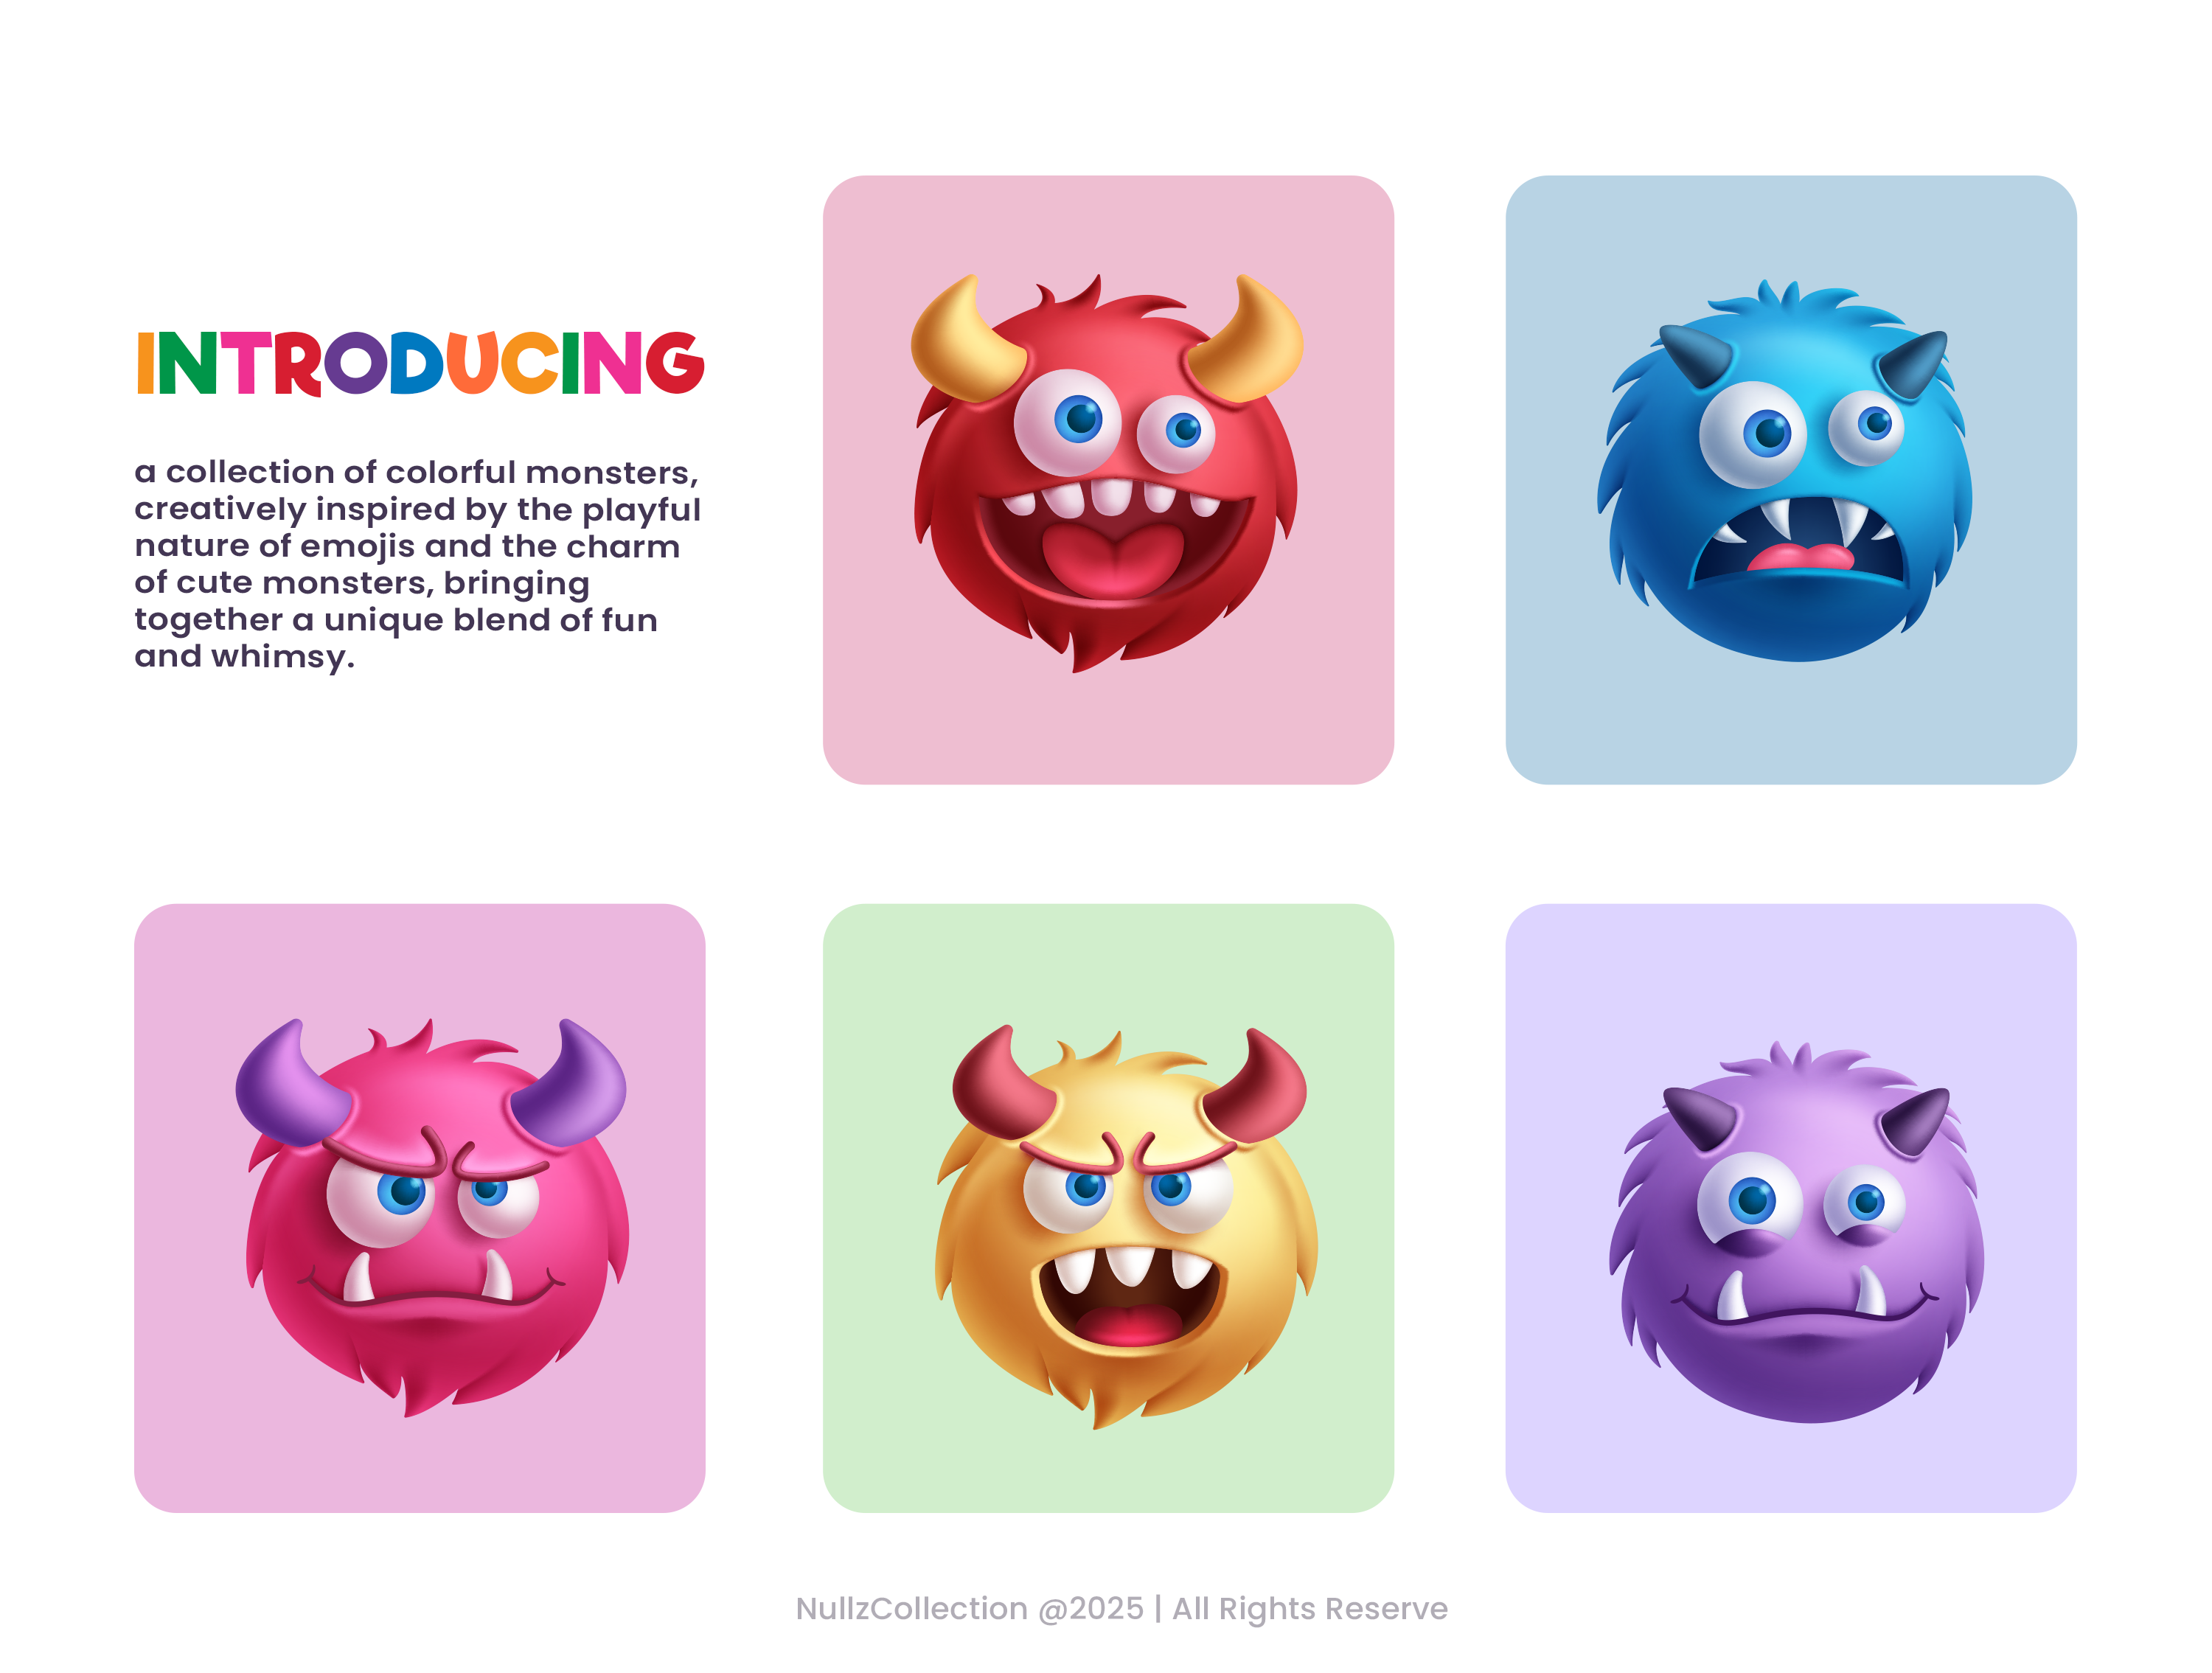 INTRODUCING
a collection of colorful monsters,
creatively inspired by the playful
nature of emojis and the charm
of cute monsters, bringing
together a unique blend of fun
and whimsy.
NullzCollection @2025 | All Rights Reserve